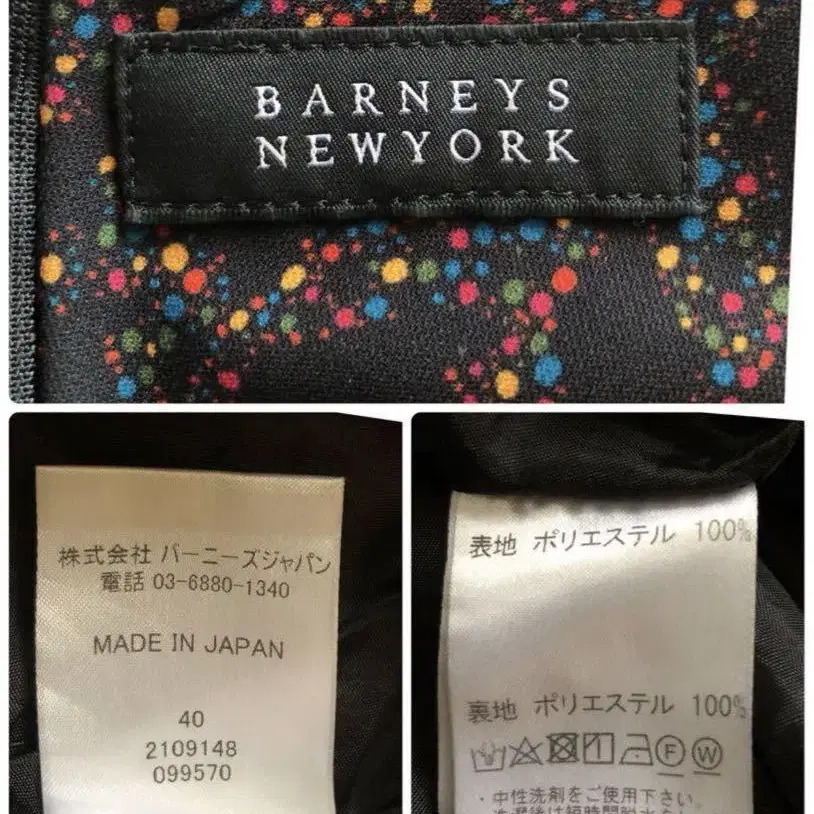 BARNEYS
NEWYORK
株式会社 バーニーズジャパン
電話 03-6880-1340
MADE IN JAPAN
40
2109148
099570
表地 ポリエステル 100%
裏地 ポリエステル 100%
F W
・中性洗剤をご使用下さい。